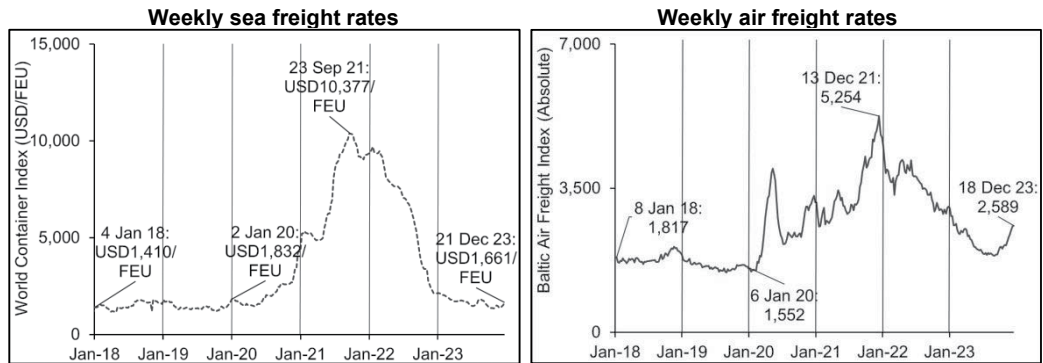 Weekly sea freight rates
World Container Index (USD/FEU)
15,000
10,000
5,000
0
23 Sep 21:
USD10,377/
FEU
4 Jan 18:
USD1,410/
FEU
2 Jan 20:
USD1,832/
FEU
21 Dec 23:
USD1,661/
FEU
Jan-18 Jan-19 Jan-20 Jan-21 Jan-22 Jan-23
Weekly air freight rates
Baltic Air Freight Index (Absolute)
7,000
3,500
0
13 Dec 21:
5,254
8 Jan 18:
1,817
6 Jan 20:
1,552
18 Dec 23:
2,589
Jan-18 Jan-19 Jan-20 Jan-21 Jan-22 Jan-23